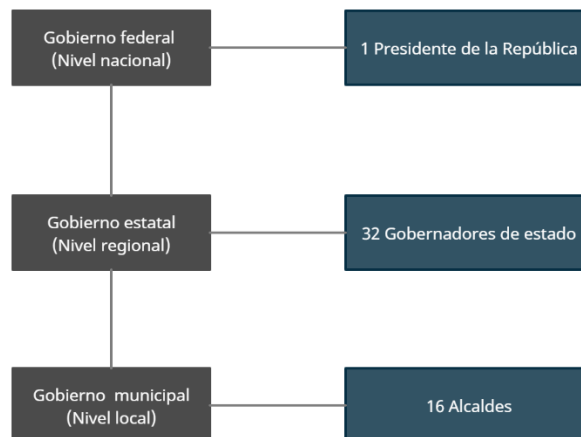 Gobierno federal
(Nivel nacional)
1 Presidente de la República
Gobierno estatal
(Nivel regional)
32 Gobernadores de estado
Gobierno municipal
(Nivel local)
16 Alcaldes